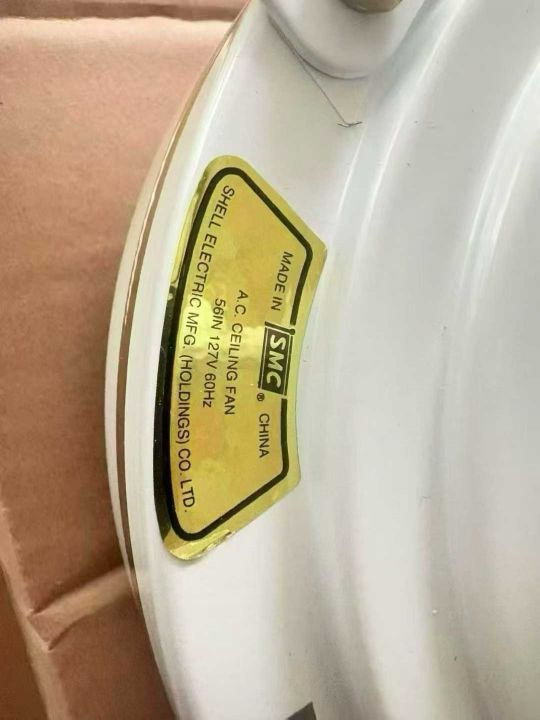 MADE IN SMC® CHINA
A.C. CEILING FAN
56IN 127V 60Hz
SHELL ELECTRIC MFG. (HOLDINGS) CO. LTD.